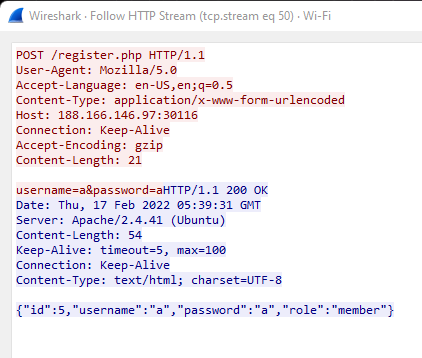 Wireshark · Follow HTTP Stream (tcp.stream eq 50) · Wi-Fi
POST /register.php HTTP/1.1
User-Agent: Mozilla/5.0
Accept-Language: en-US,en;q=0.5
Content-Type: application/x-www-form-urlencoded
Host: 188.166.146.97:30116
Connection: Keep-Alive
Accept-Encoding: gzip
Content-Length: 21

username=a&password=aHTTP/1.1 200 OK
Date: Thu, 17 Feb 2022 05:39:31 GMT
Server: Apache/2.4.41 (Ubuntu)
Content-Length: 54
Keep-Alive: timeout=5, max=100
Connection: Keep-Alive
Content-Type: text/html; charset=UTF-8

{"id":5,"username":"a","password":"a","role":"member"}